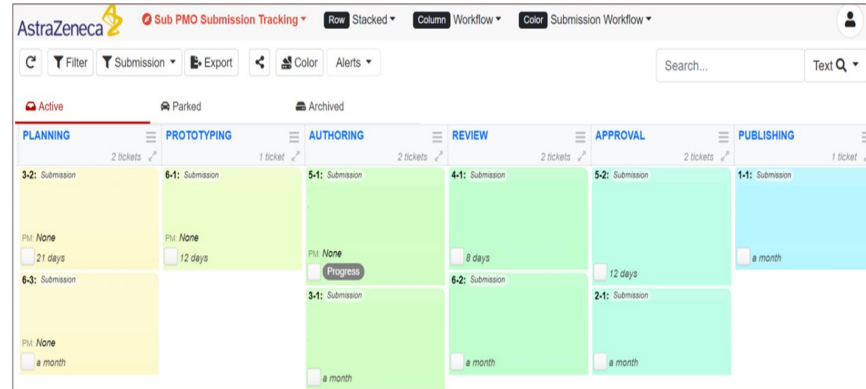 AstraZeneca
Sub PMO Submission Tracking
Row Stacked
Column Workflow
Color Submission Workflow
Filter
Submission
Export
Color
Alerts
Search...
Text
Active
Parked
Archived
PLANNING
2 tickets
3-2: Submission
PM: None
21 days
6-3: Submission
PM: None
a month
PROTOTYPING
1 ticket
6-1: Submission
PM: None
12 days
AUTHORING
2 tickets
5-1: Submission
PM: None
Progress
3-1: Submission
a month
REVIEW
2 tickets
4-1: Submission
8 days
6-2: Submission
a month
APPROVAL
2 tickets
5-2: Submission
12 days
2-1: Submission
a month
PUBLISHING
1 ticket
1-1: Submission
a month